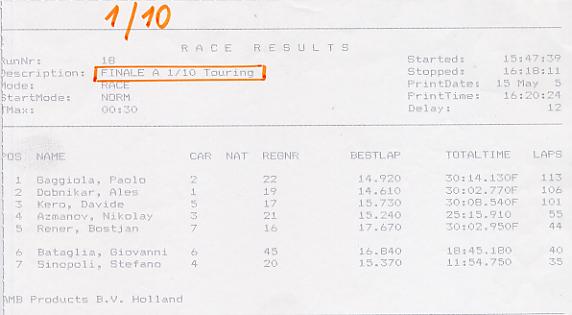 1/10
RACE RESULTS
RunNr: 18 Started: 15:47:39
Description: FINALE A 1/10 Touring Stopped: 16:18:11
Mode: RACE PrintDate: 15 May 5
StartMode: NORM PrintTime: 16:20:24
TMax: 00:30 Delay: 12
POS NAME CAR NAT REGNR BESTLAP TOTALTIME LAPS
1 Gaggiola, Paolo 2 22 14.920 30:14.130F 113
2 Dobnikar, Ales 1 19 14.610 30:02.770F 106
3 Kero, Davide 5 17 15.730 30:08.540F 101
4 Azmanov, Nikolay 3 21 15.240 25:15.910 55
5 Rener, Bostjan 7 16 17.670 30:02.950F 44
6 Bataglia, Giovanni 6 45 16.840 18:45.180 40
7 Sinopoli, Stefano 4 20 15.370 11:54.750 35
AMB Products B.V. Holland